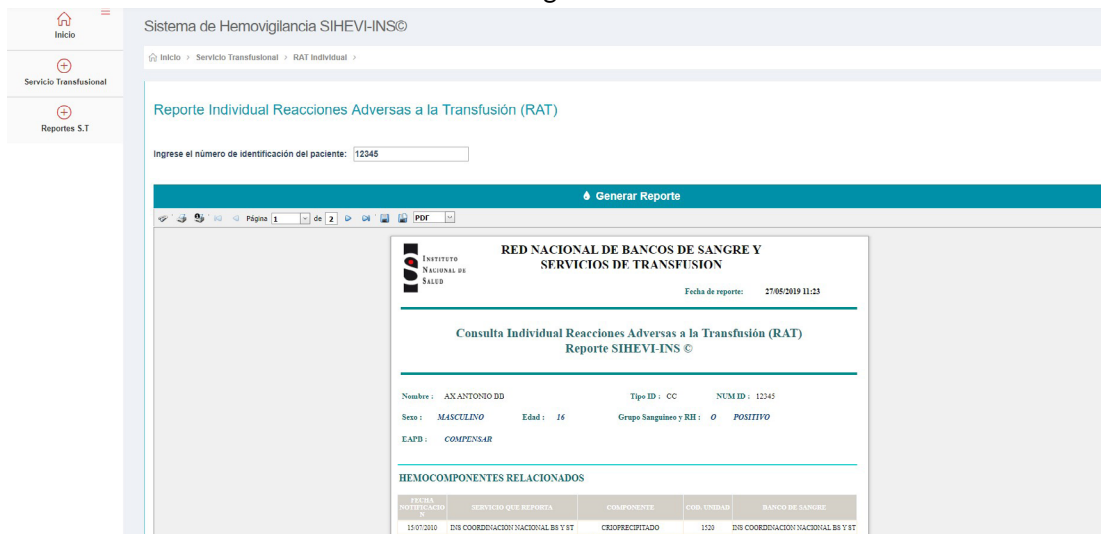 Sistema de Hemovigilancia SIHEVI-INS©
Inicio
Inicio > Servicio Transfusional > RAT Individual >
Servicio Transfusional
Reportes S.T
Reporte Individual Reacciones Adversas a la Transfusión (RAT)
Ingrese el número de identificación del paciente: 12345
Generar Reporte
Página 1 de 2 PDF
INSTITUTO
NACIONAL DE
SALUD
RED NACIONAL DE BANCOS DE SANGRE Y
SERVICIOS DE TRANSFUSION
Fecha de reporte: 27/05/2019 11:23
Consulta Individual Reacciones Adversas a la Transfusión (RAT)
Reporte SIHEVI-INS ©
Nombre : AX ANTONIO BB Tipo ID : CC NUM ID : 12345
Sexo : MASCULINO Edad : 16 Grupo Sanguineo y RH : O POSITIVO
EAPB : COMPENSAR
HEMOCOMPONENTES RELACIONADOS
FECHA
NOTIFICACIO
N
SERVICIO QUE REPORTA COMPONENTE COD. UNIDAD BANCO DE SANGRE
15/07/2010 INS COORDINACION NACIONAL BS Y ST CRIOPRECIPITADO 1520 INS COORDINACION NACIONAL BS Y ST